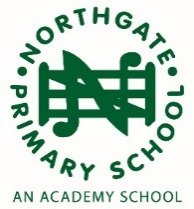 • NORTHGATE •
PRIMARY SCHOOL
N
AN ACADEMY SCHOOL